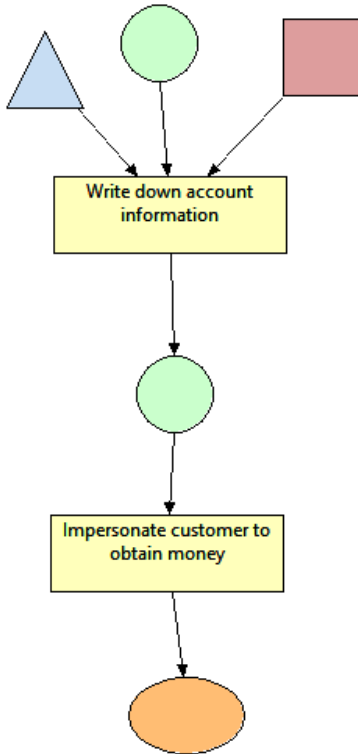 Write down account
information
Impersonate customer to
obtain money